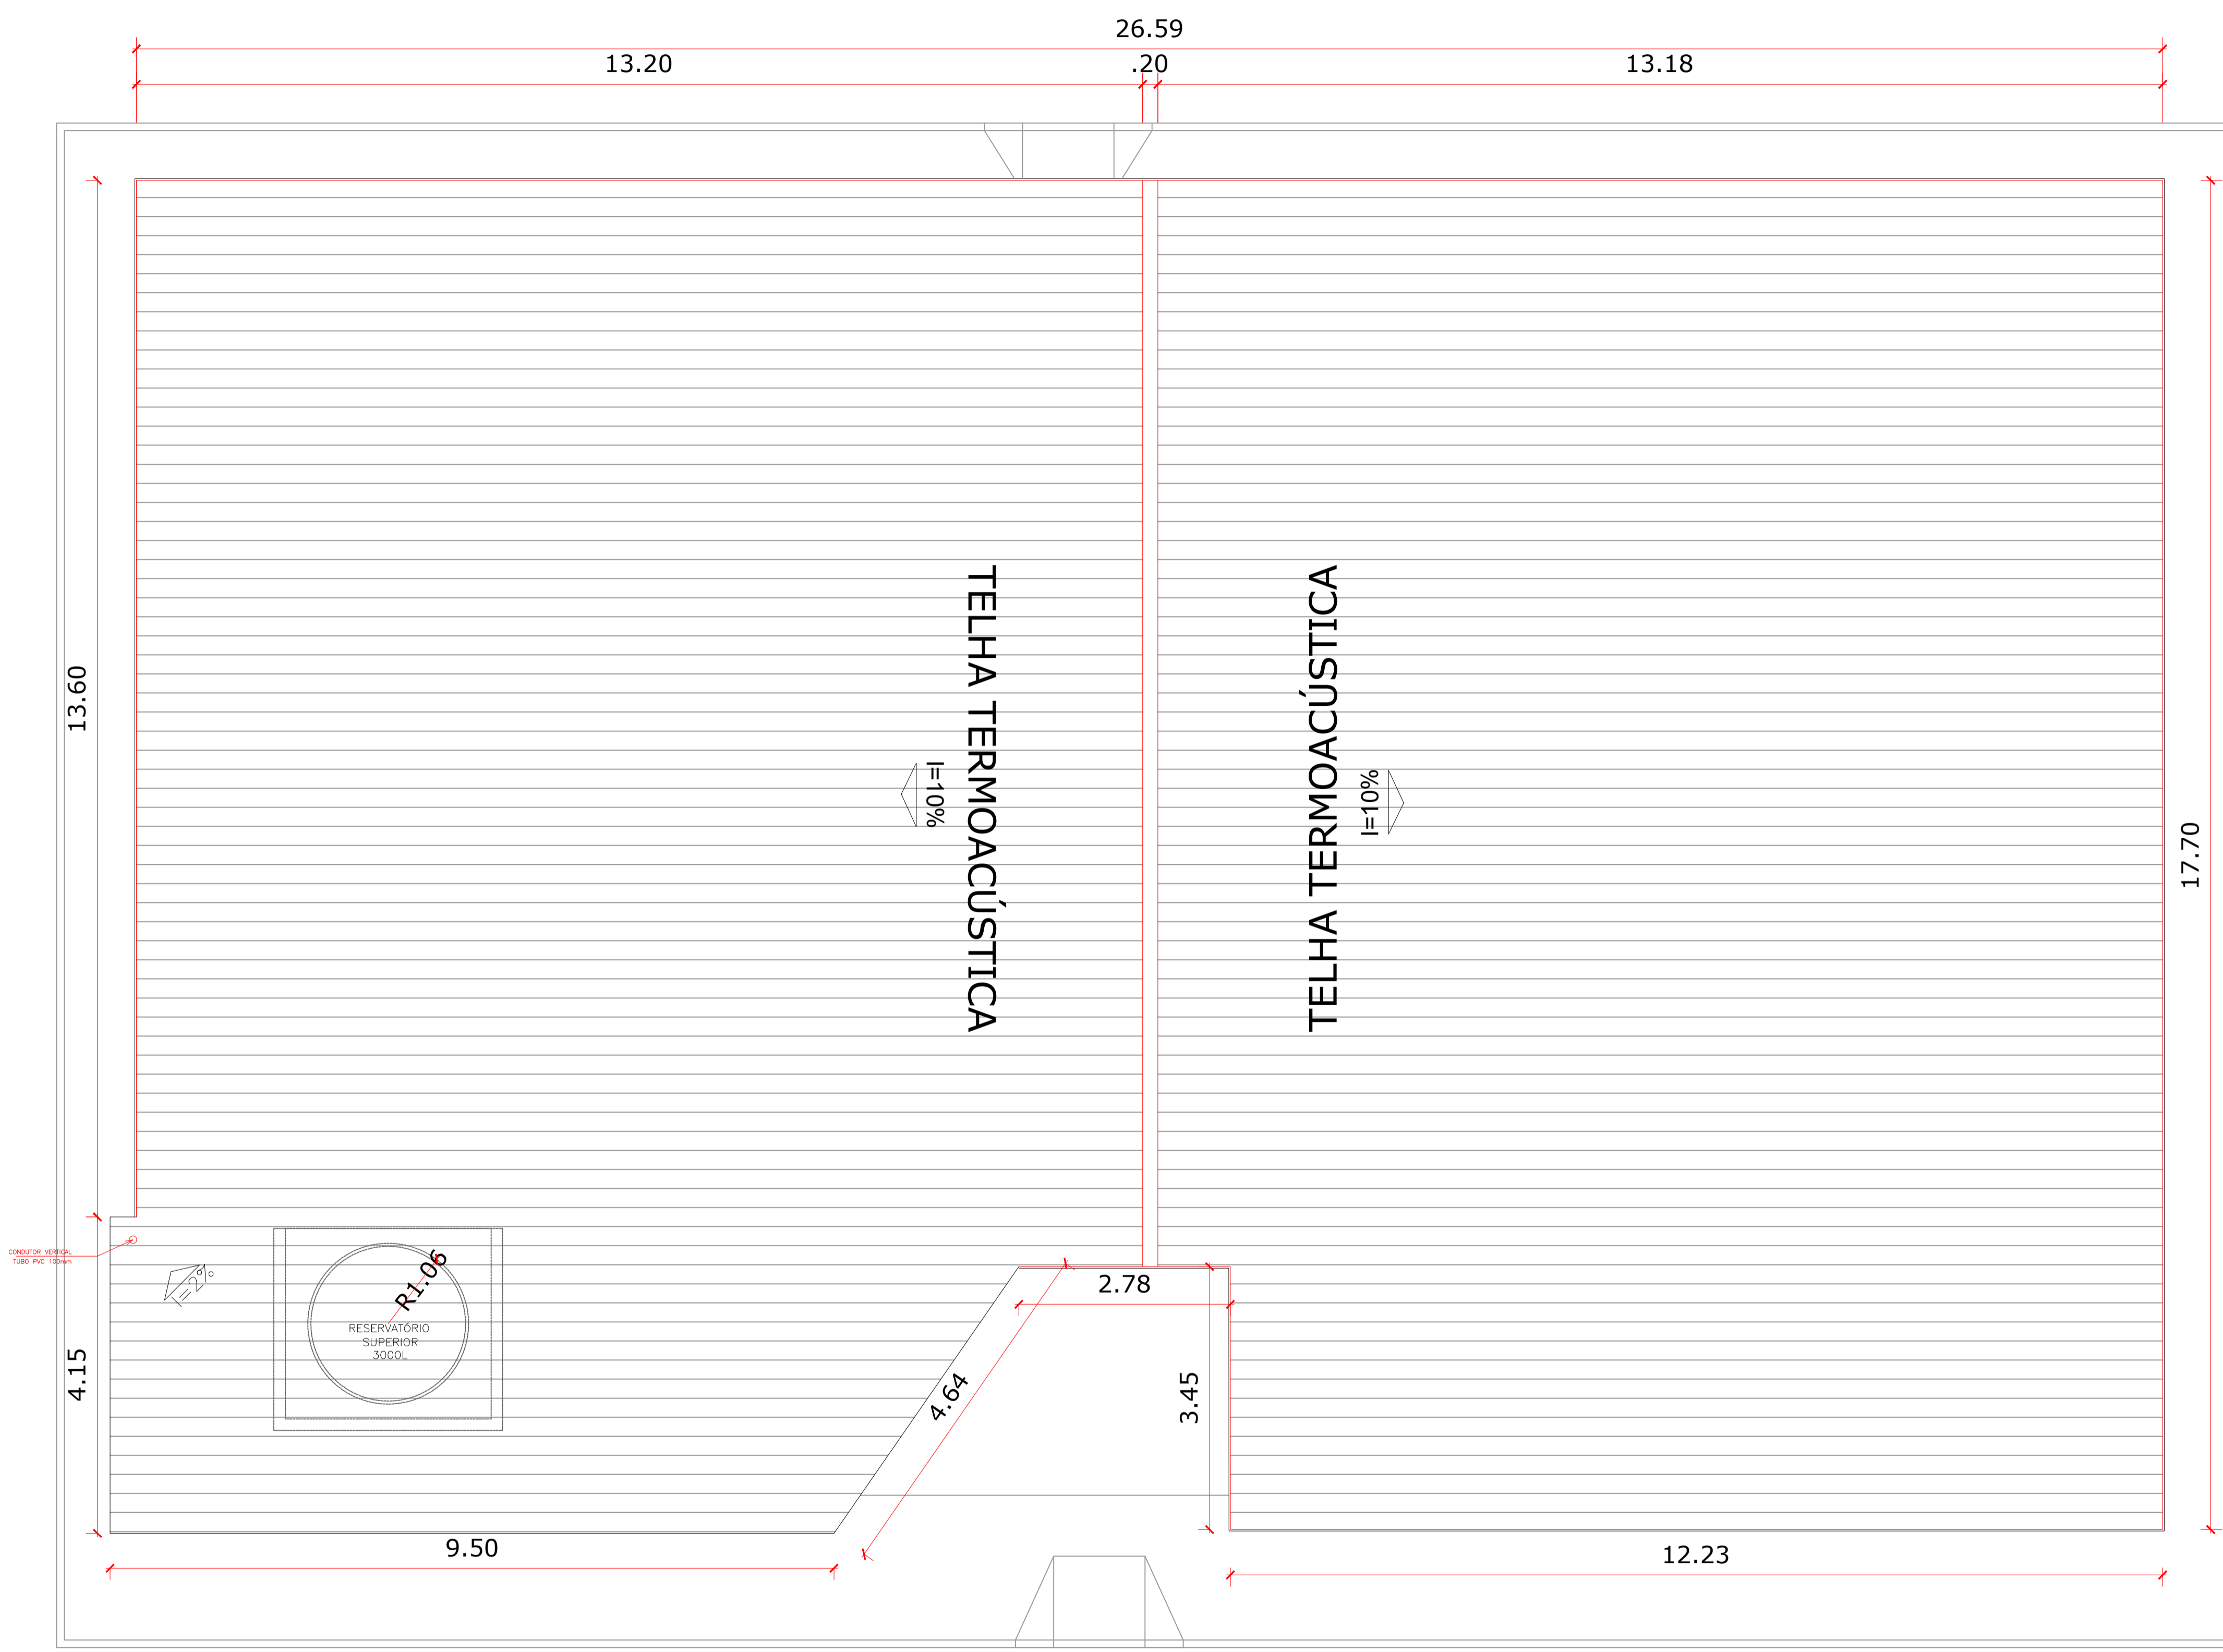 26.59
13.20
.20
13.18
13.60
TELHA TERMOACÚSTICA
I=10%
TELHA TERMOACÚSTICA
I=10%
17.70
CONDUTOR VERTICAL
TUBO PVC 100mm
I=2%
R1.06
RESERVATÓRIO
SUPERIOR
3000L
4.15
2.78
4.64
3.45
9.50
12.23